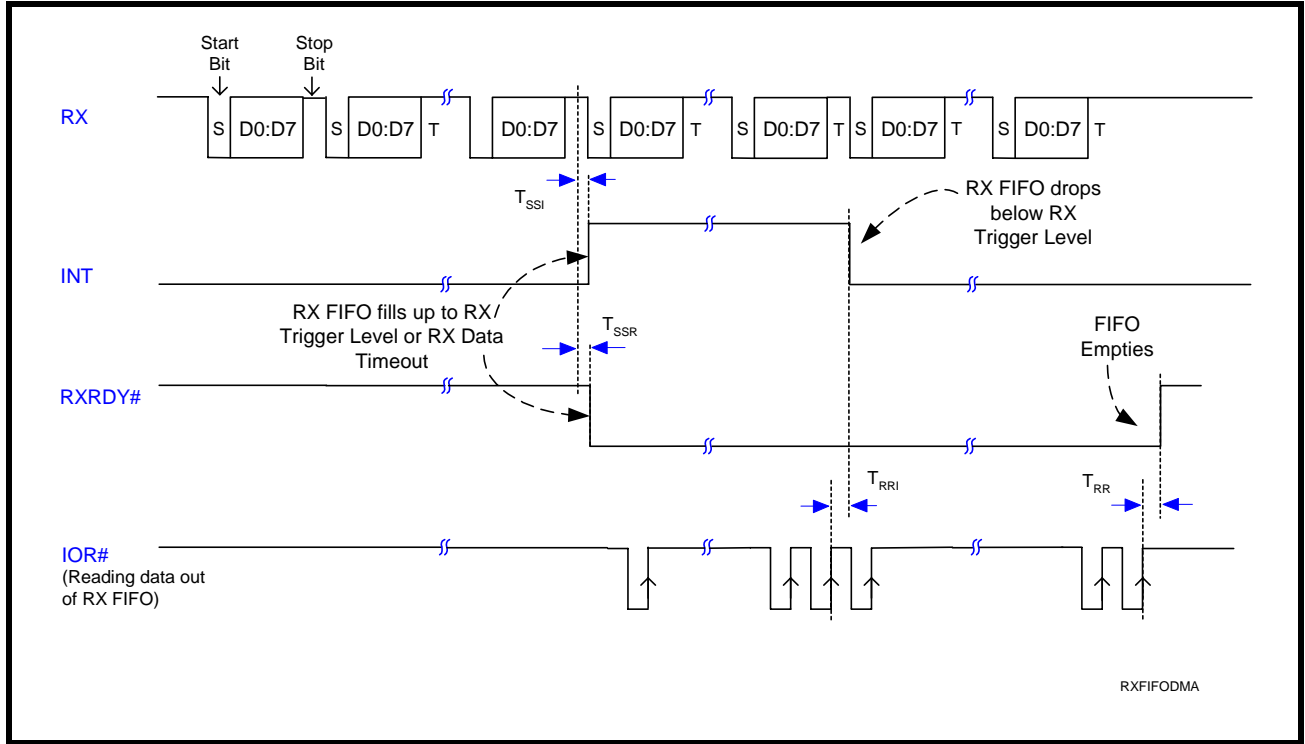 Start
Bit
Stop
Bit
RX
S
D0:D7
S
D0:D7
T
D0:D7
S
D0:D7
T
S
D0:D7
T
S
D0:D7
T
S
D0:D7
T
TSSI
RX FIFO drops
below RX
Trigger Level
INT
RX FIFO fills up to RX
Trigger Level or RX Data
Timeout
TSSR
FIFO
Empties
RXRDY#
TRRI
TRR
IOR#
(Reading data out
of RX FIFO)
RXFIFODMA